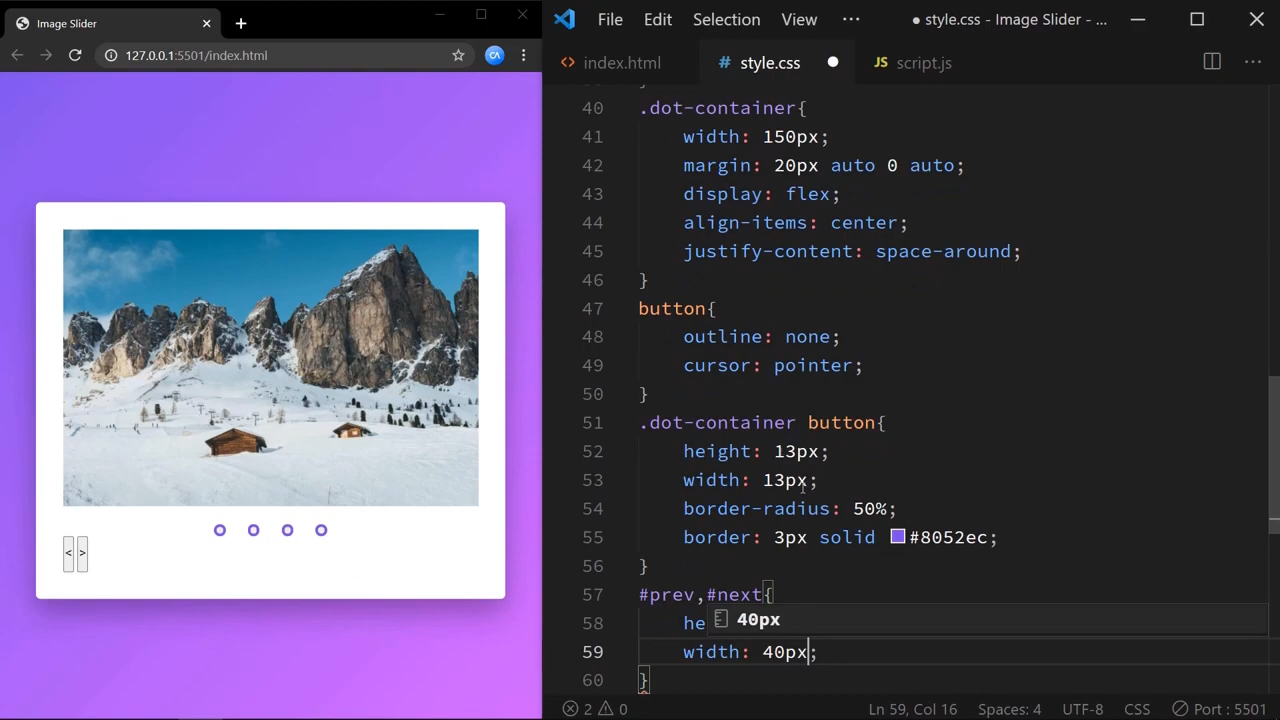 Image Slider
127.0.0.1:5501/index.html
CA
<
>
File Edit Selection View ··· ● style.css - Image Slider - ...
<> index.html
# style.css ●
JS script.js
40 .dot-container{
41 width: 150px;
42 margin: 20px auto 0 auto;
43 display: flex;
44 align-items: center;
45 justify-content: space-around;
46 }
47 button{
48 outline: none;
49 cursor: pointer;
50 }
51 .dot-container button{
52 height: 13px;
53 width: 13px;
54 border-radius: 50%;
55 border: 3px solid #8052ec;
56 }
57 #prev,#next{
58 he
40px
59 width: 40px;
60 }
2 0 Ln 59, Col 16 Spaces: 4 UTF-8 CSS Port : 5501